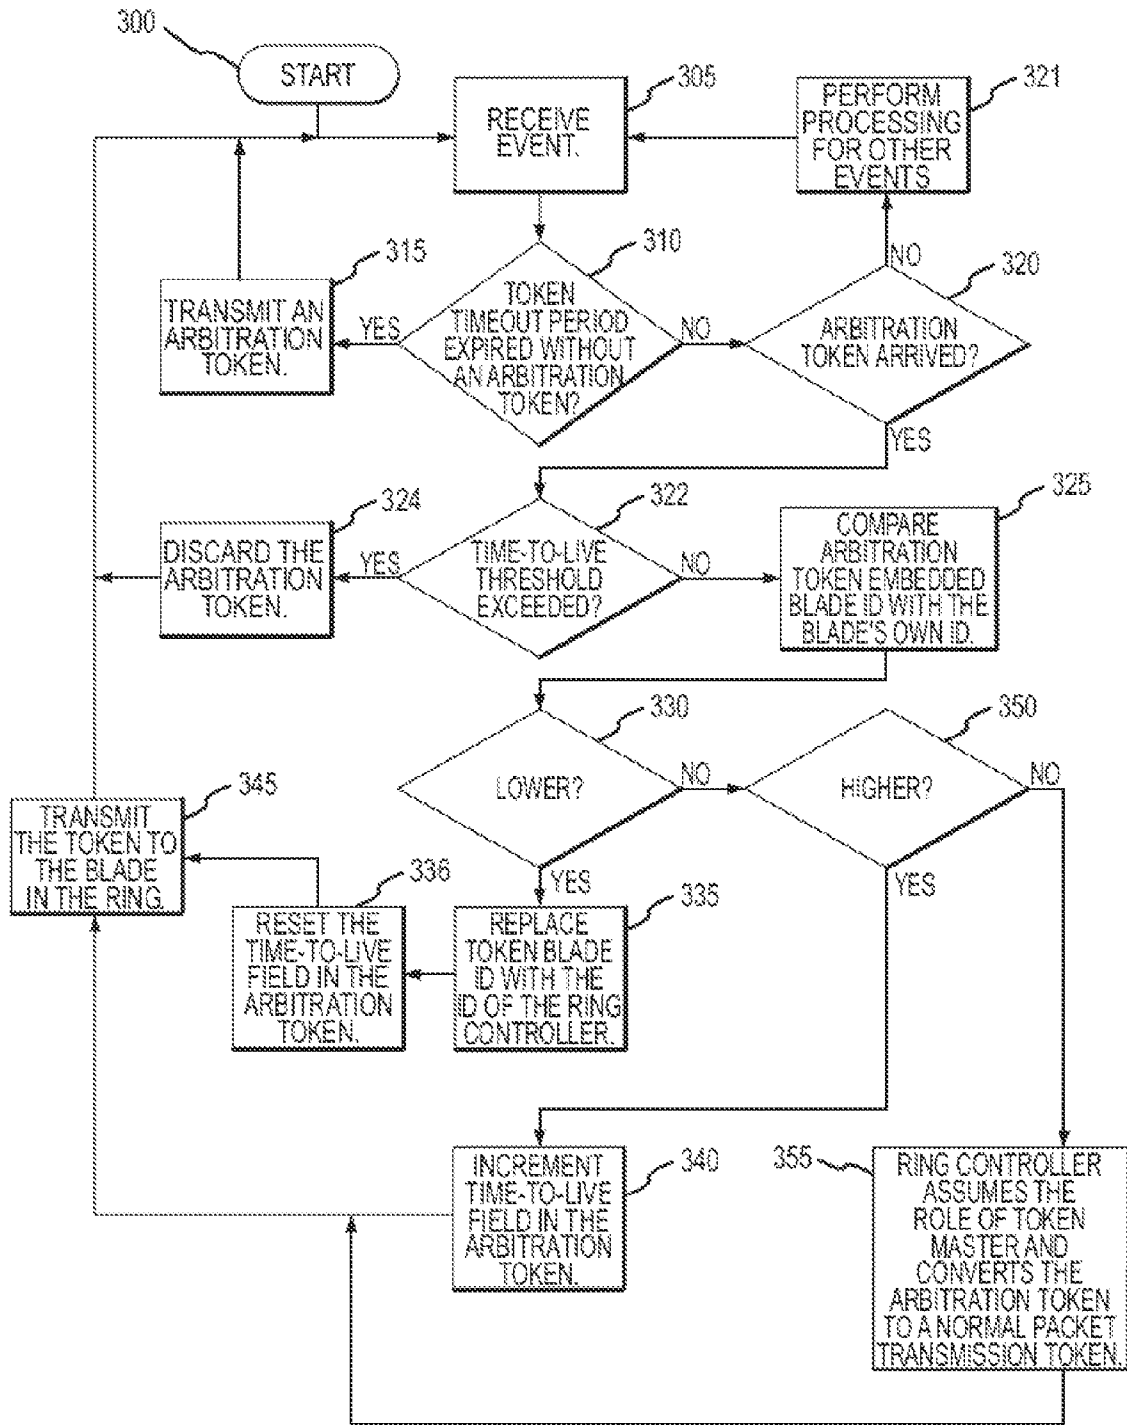 300
START
305
RECEIVE
EVENT.
321
PERFORM
PROCESSING
FOR OTHER
EVENTS
310
TOKEN
TIMEOUT PERIOD
EXPIRED WITHOUT
AN ARBITRATION
TOKEN?
YES
NO
315
TRANSMIT AN
ARBITRATION
TOKEN.
320
ARBITRATION
TOKEN ARRIVED?
NO
YES
322
TIME-TO-LIVE
THRESHOLD
EXCEEDED?
YES
NO
324
DISCARD THE
ARBITRATION
TOKEN.
325
COMPARE
ARBITRATION
TOKEN EMBEDDED
BLADE ID WITH THE
BLADE'S OWN ID.
330
LOWER?
NO
YES
350
HIGHER?
NO
YES
345
TRANSMIT
THE TOKEN TO
THE BLADE
IN THE RING.
336
RESET THE
TIME-TO-LIVE
FIELD IN THE
ARBITRATION
TOKEN.
335
REPLACE
TOKEN BLADE
ID WITH THE
ID OF THE RING
CONTROLLER.
340
INCREMENT
TIME-TO-LIVE
FIELD IN THE
ARBITRATION
TOKEN.
355
RING CONTROLLER
ASSUMES THE
ROLE OF TOKEN
MASTER AND
CONVERTS THE
ARBITRATION TOKEN
TO A NORMAL PACKET
TRANSMISSION TOKEN.